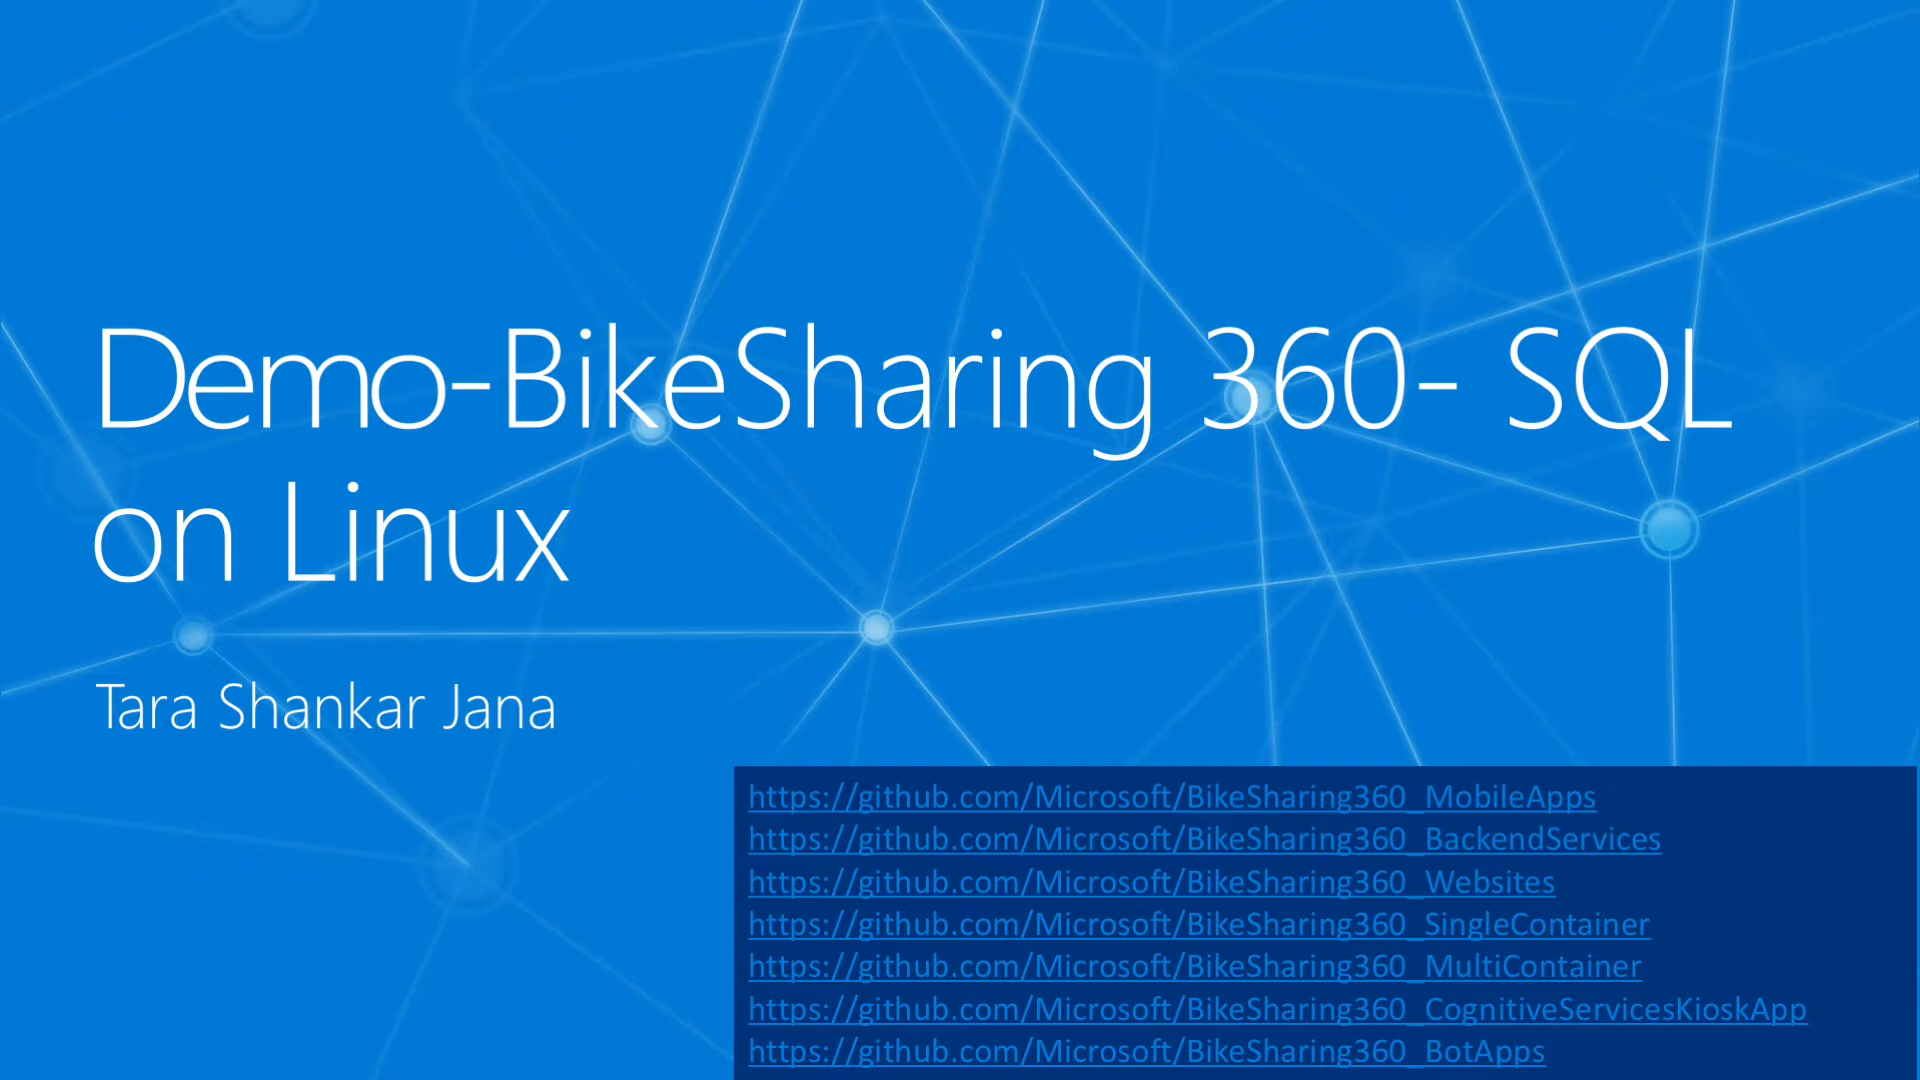 Demo-BikeSharing 360- SQL
on Linux
Tara Shankar Jana
https://github.com/Microsoft/BikeSharing360_MobileApps
https://github.com/Microsoft/BikeSharing360_BackendServices
https://github.com/Microsoft/BikeSharing360_Websites
https://github.com/Microsoft/BikeSharing360_SingleContainer
https://github.com/Microsoft/BikeSharing360_MultiContainer
https://github.com/Microsoft/BikeSharing360_CognitiveServicesKioskApp
https://github.com/Microsoft/BikeSharing360_BotApps